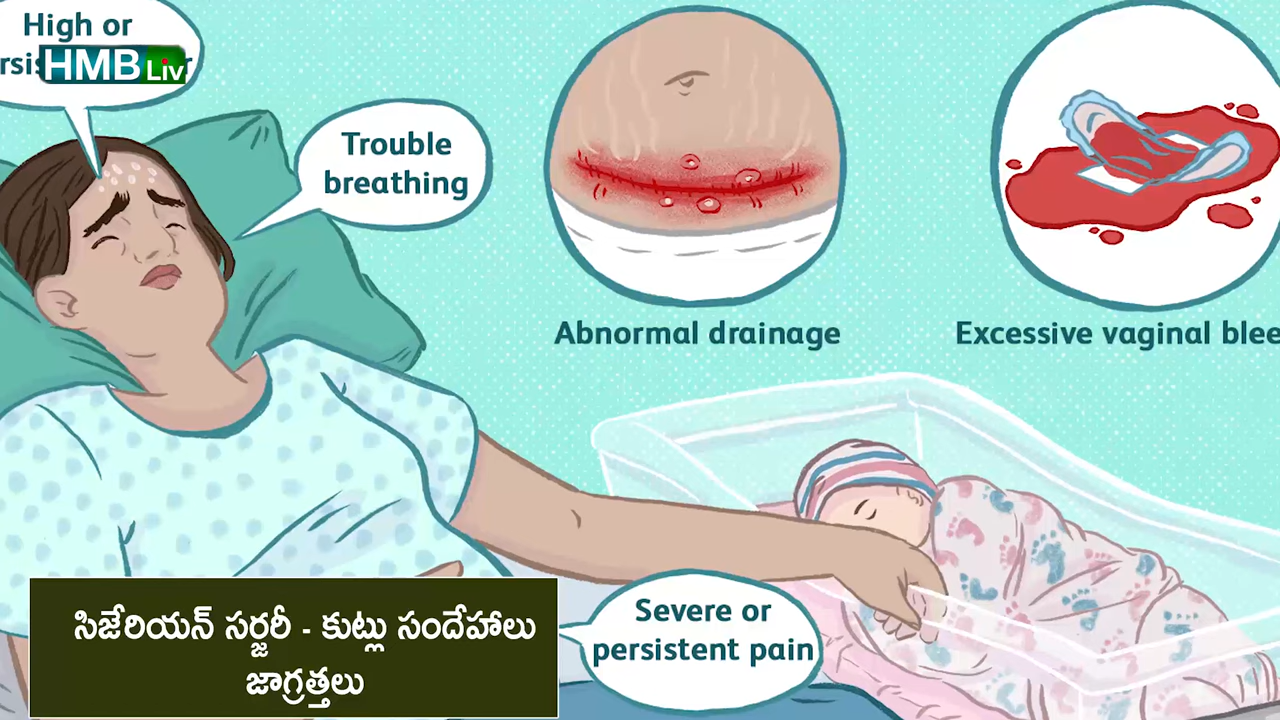 High or
HMB Liv
Trouble
breathing
Abnormal drainage
Excessive vaginal blee
Severe or
persistent pain
సిజేరియన్ సర్జరీ - కుట్లు సందేహాలు
జాగ్రత్తలు